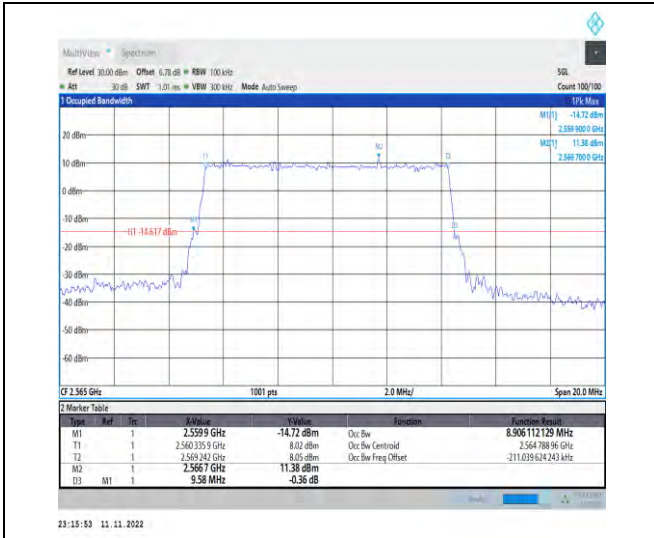 MultiView Spectrum
Ref Level 30.00 dBm Offset 6.78 dB RBW 100 kHz SGL
Att 30 dB SWT 1.01 ms VBW 300 kHz Mode Auto Sweep Count 100/100
1 Occupied Bandwidth 1Pk Max
M1[1] -14.72 dBm
2.559 900 0 GHz
20 dBm
M2[1] 11.38 dBm
2.566 700 0 GHz
M2
T1 T2
10 dBm
0 dBm
-10 dBm
M1
D3
H1 -14.617 dBm
-20 dBm
-30 dBm
-40 dBm
-50 dBm
-60 dBm
CF 2.565 GHz 1001 pts 2.0 MHz/ Span 20.0 MHz
2 Marker Table
Type Ref Trc X-Value Y-Value Function Function Result
M1 1 2.559 9 GHz -14.72 dBm Occ Bw 8.906 112 129 MHz
T1 1 2.560 335 9 GHz 8.02 dBm Occ Bw Centroid 2.564 788 96 GHz
T2 1 2.569 242 GHz 8.05 dBm Occ Bw Freq Offset -211.039 624 243 kHz
M2 1 2.566 7 GHz 11.38 dBm
D3 M1 1 9.58 MHz -0.36 dB
23:15:53 11.11.2022